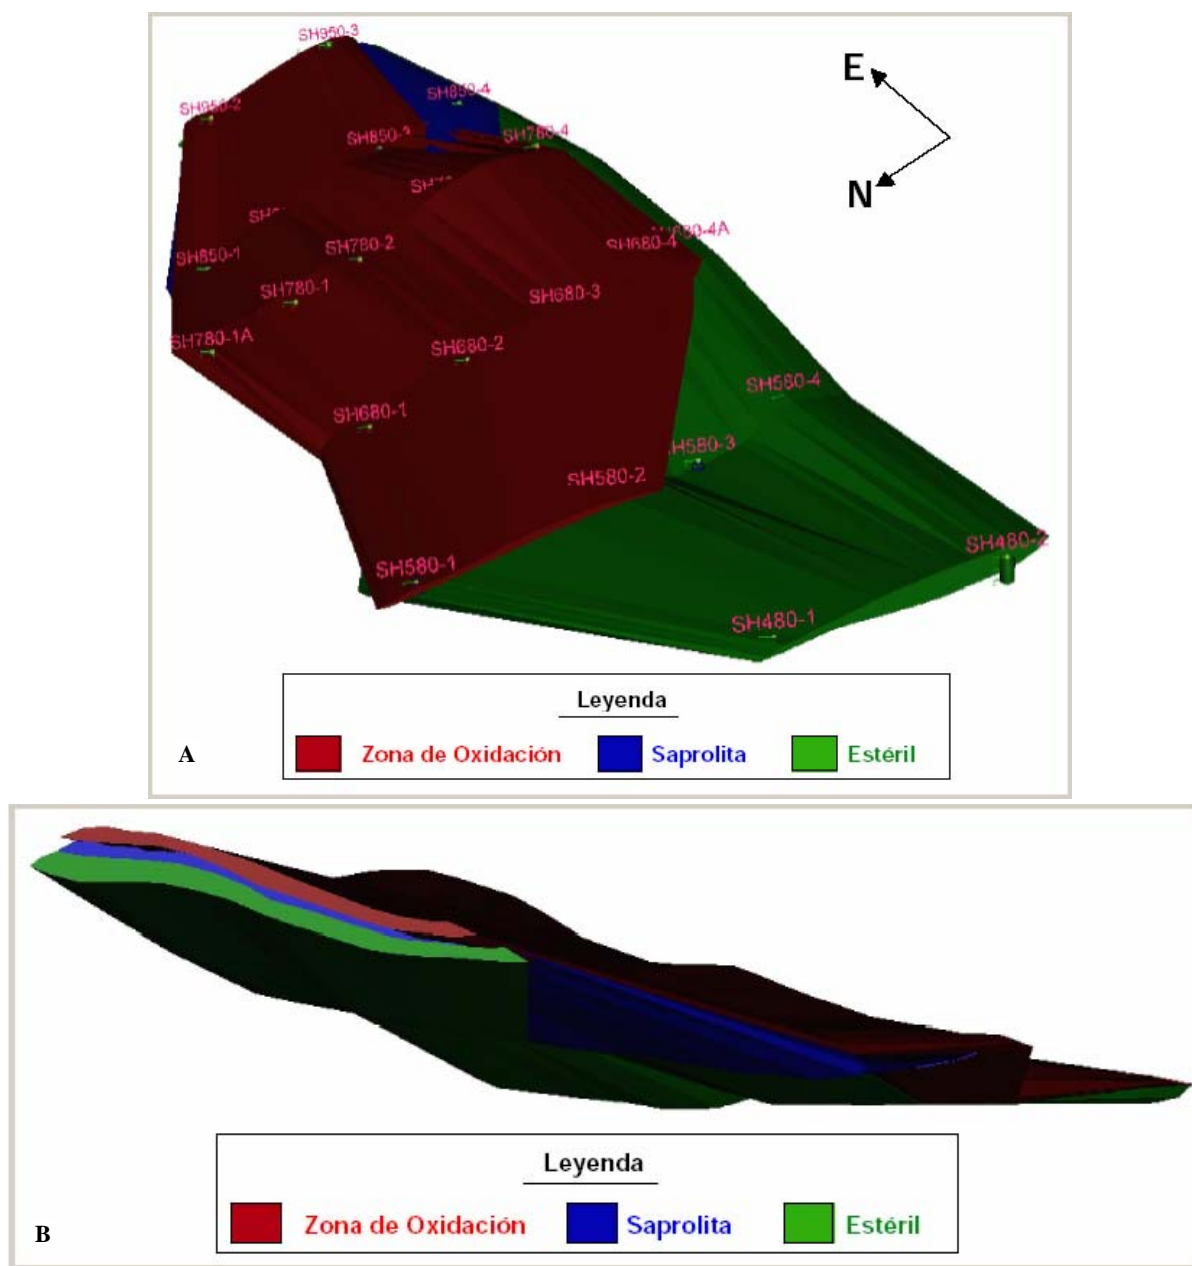 SH950-3
SH950-2
SH850-4
E
SH850-3
SH780-4
N
SH850-1
SH780-2
SH680-4
SH780-1
SH680-3
SH780-1A
SH680-2
SH580-4
SH680-1
SH580-3
SH580-2
SH480-2
SH580-1
SH480-1
Leyenda
A
Zona de Oxidación
Saprolita
Estéril
Leyenda
B
Zona de Oxidación
Saprolita
Estéril